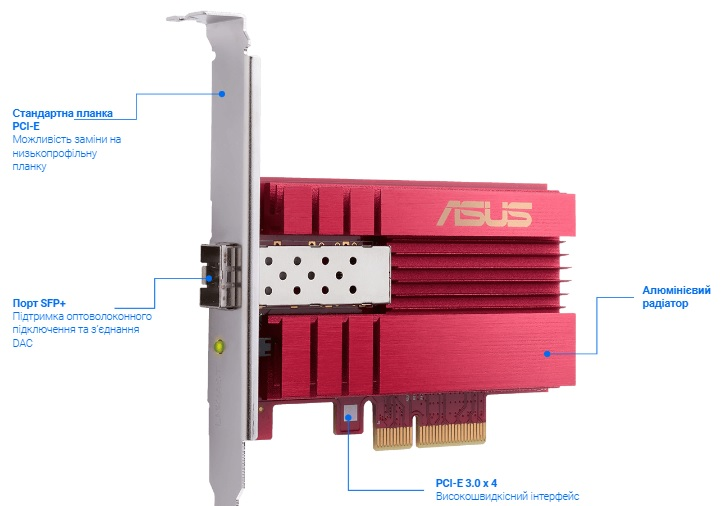 ASUS
Стандартна планка
PCI-E
Можливість заміни на
низькопрофільну
планку
Порт SFP+
Підтримка оптоволоконного
підключення та з'єднання
DAC
Алюмінієвий
радіатор
PCI-E 3.0 x 4
Високошвидкісний інтерфейс